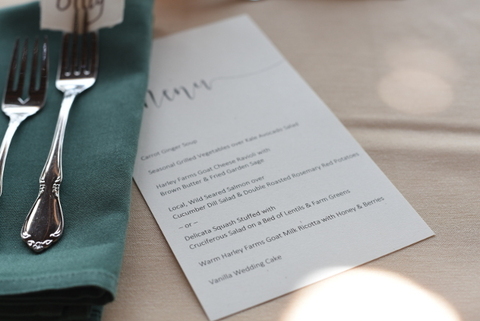 menu
Carrot Ginger Soup
Seasonal Grilled Vegetables over Kale Avocado Salad
Harley Farms Goat Cheese Ravioli with
Brown Butter & Fried Garden Sage
Local, Wild Seared Salmon over
Cucumber Dill Salad & Double Roasted Rosemary Red Potatoes
~ or ~
Delicata Squash Stuffed with
Cruciferous Salad on a Bed of Lentils & Farm Greens
Warm Harley Farms Goat Milk Ricotta with Honey & Berries
Vanilla Wedding Cake